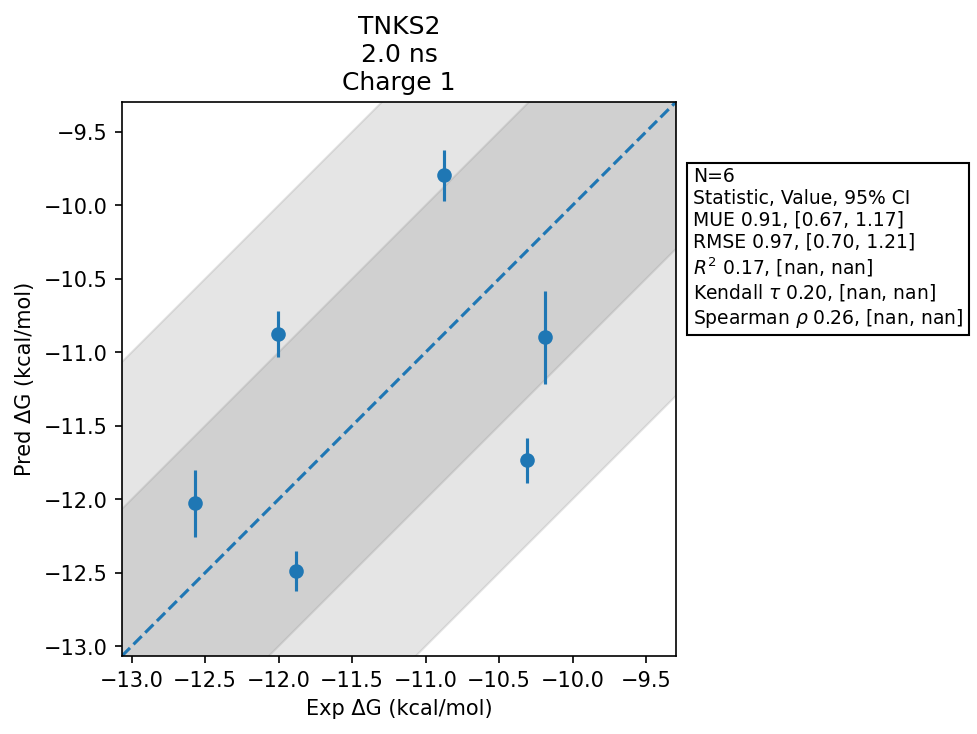 TNKS2
2.0 ns
Charge 1
Pred ΔG (kcal/mol)
−9.5
−10.0
−10.5
−11.0
−11.5
−12.0
−12.5
−13.0
−13.0 −12.5 −12.0 −11.5 −11.0 −10.5 −10.0 −9.5
Exp ΔG (kcal/mol)
N=6
Statistic, Value, 95% CI
MUE 0.91, [0.67, 1.17]
RMSE 0.97, [0.70, 1.21]
R² 0.17, [nan, nan]
Kendall τ 0.20, [nan, nan]
Spearman ρ 0.26, [nan, nan]